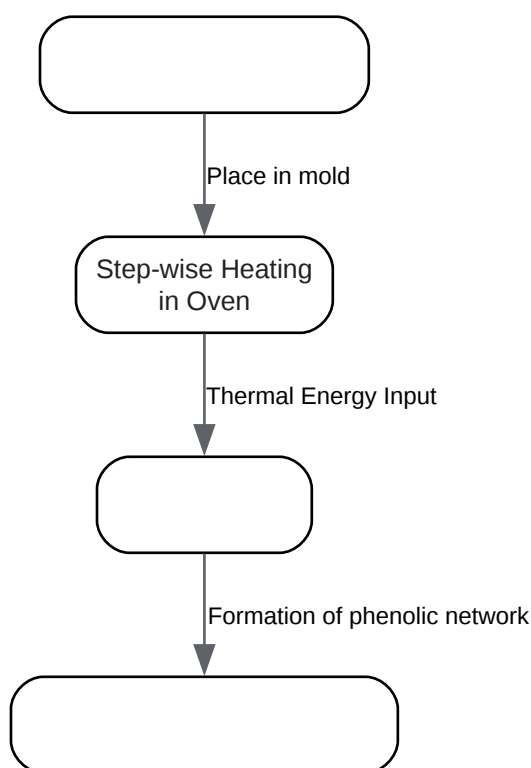 Place in mold
Step-wise Heating
in Oven
Thermal Energy Input
Formation of phenolic network